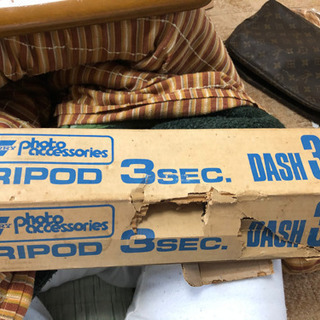 photo
accessories
RIPOD 3SEC. DASH 3
photo
accessories
RIPOD 3SEC. DASH 3